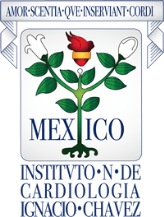 AMOR·SCENTIA·QVE·INSERVIANT·CORDI
MEXICO
INSTITVTO·N·DE
CARDIOLOGIA
IGNACIO·CHAVEZ